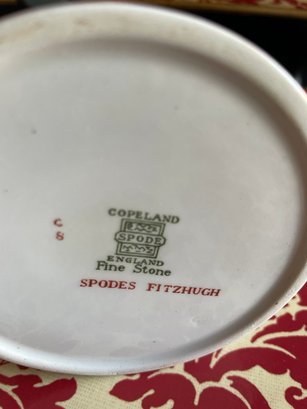 COPELAND
SPODE
ENGLAND
Fine Stone
SPODES FITZHUGH
C
8